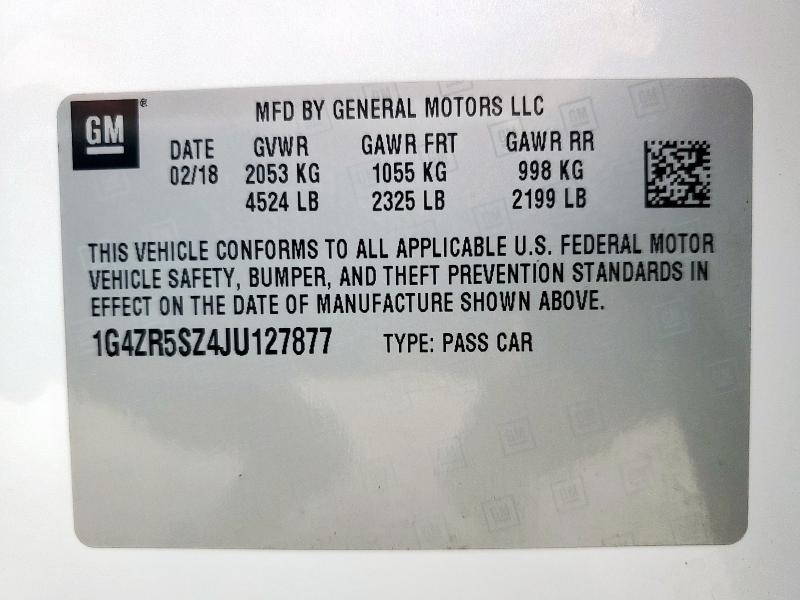 GM ®
MFD BY GENERAL MOTORS LLC
DATE GVWR GAWR FRT GAWR RR
02/18 2053 KG 1055 KG 998 KG
4524 LB 2325 LB 2199 LB
THIS VEHICLE CONFORMS TO ALL APPLICABLE U.S. FEDERAL MOTOR
VEHICLE SAFETY, BUMPER, AND THEFT PREVENTION STANDARDS IN
EFFECT ON THE DATE OF MANUFACTURE SHOWN ABOVE.
1G4ZR5SZ4JU127877 TYPE: PASS CAR